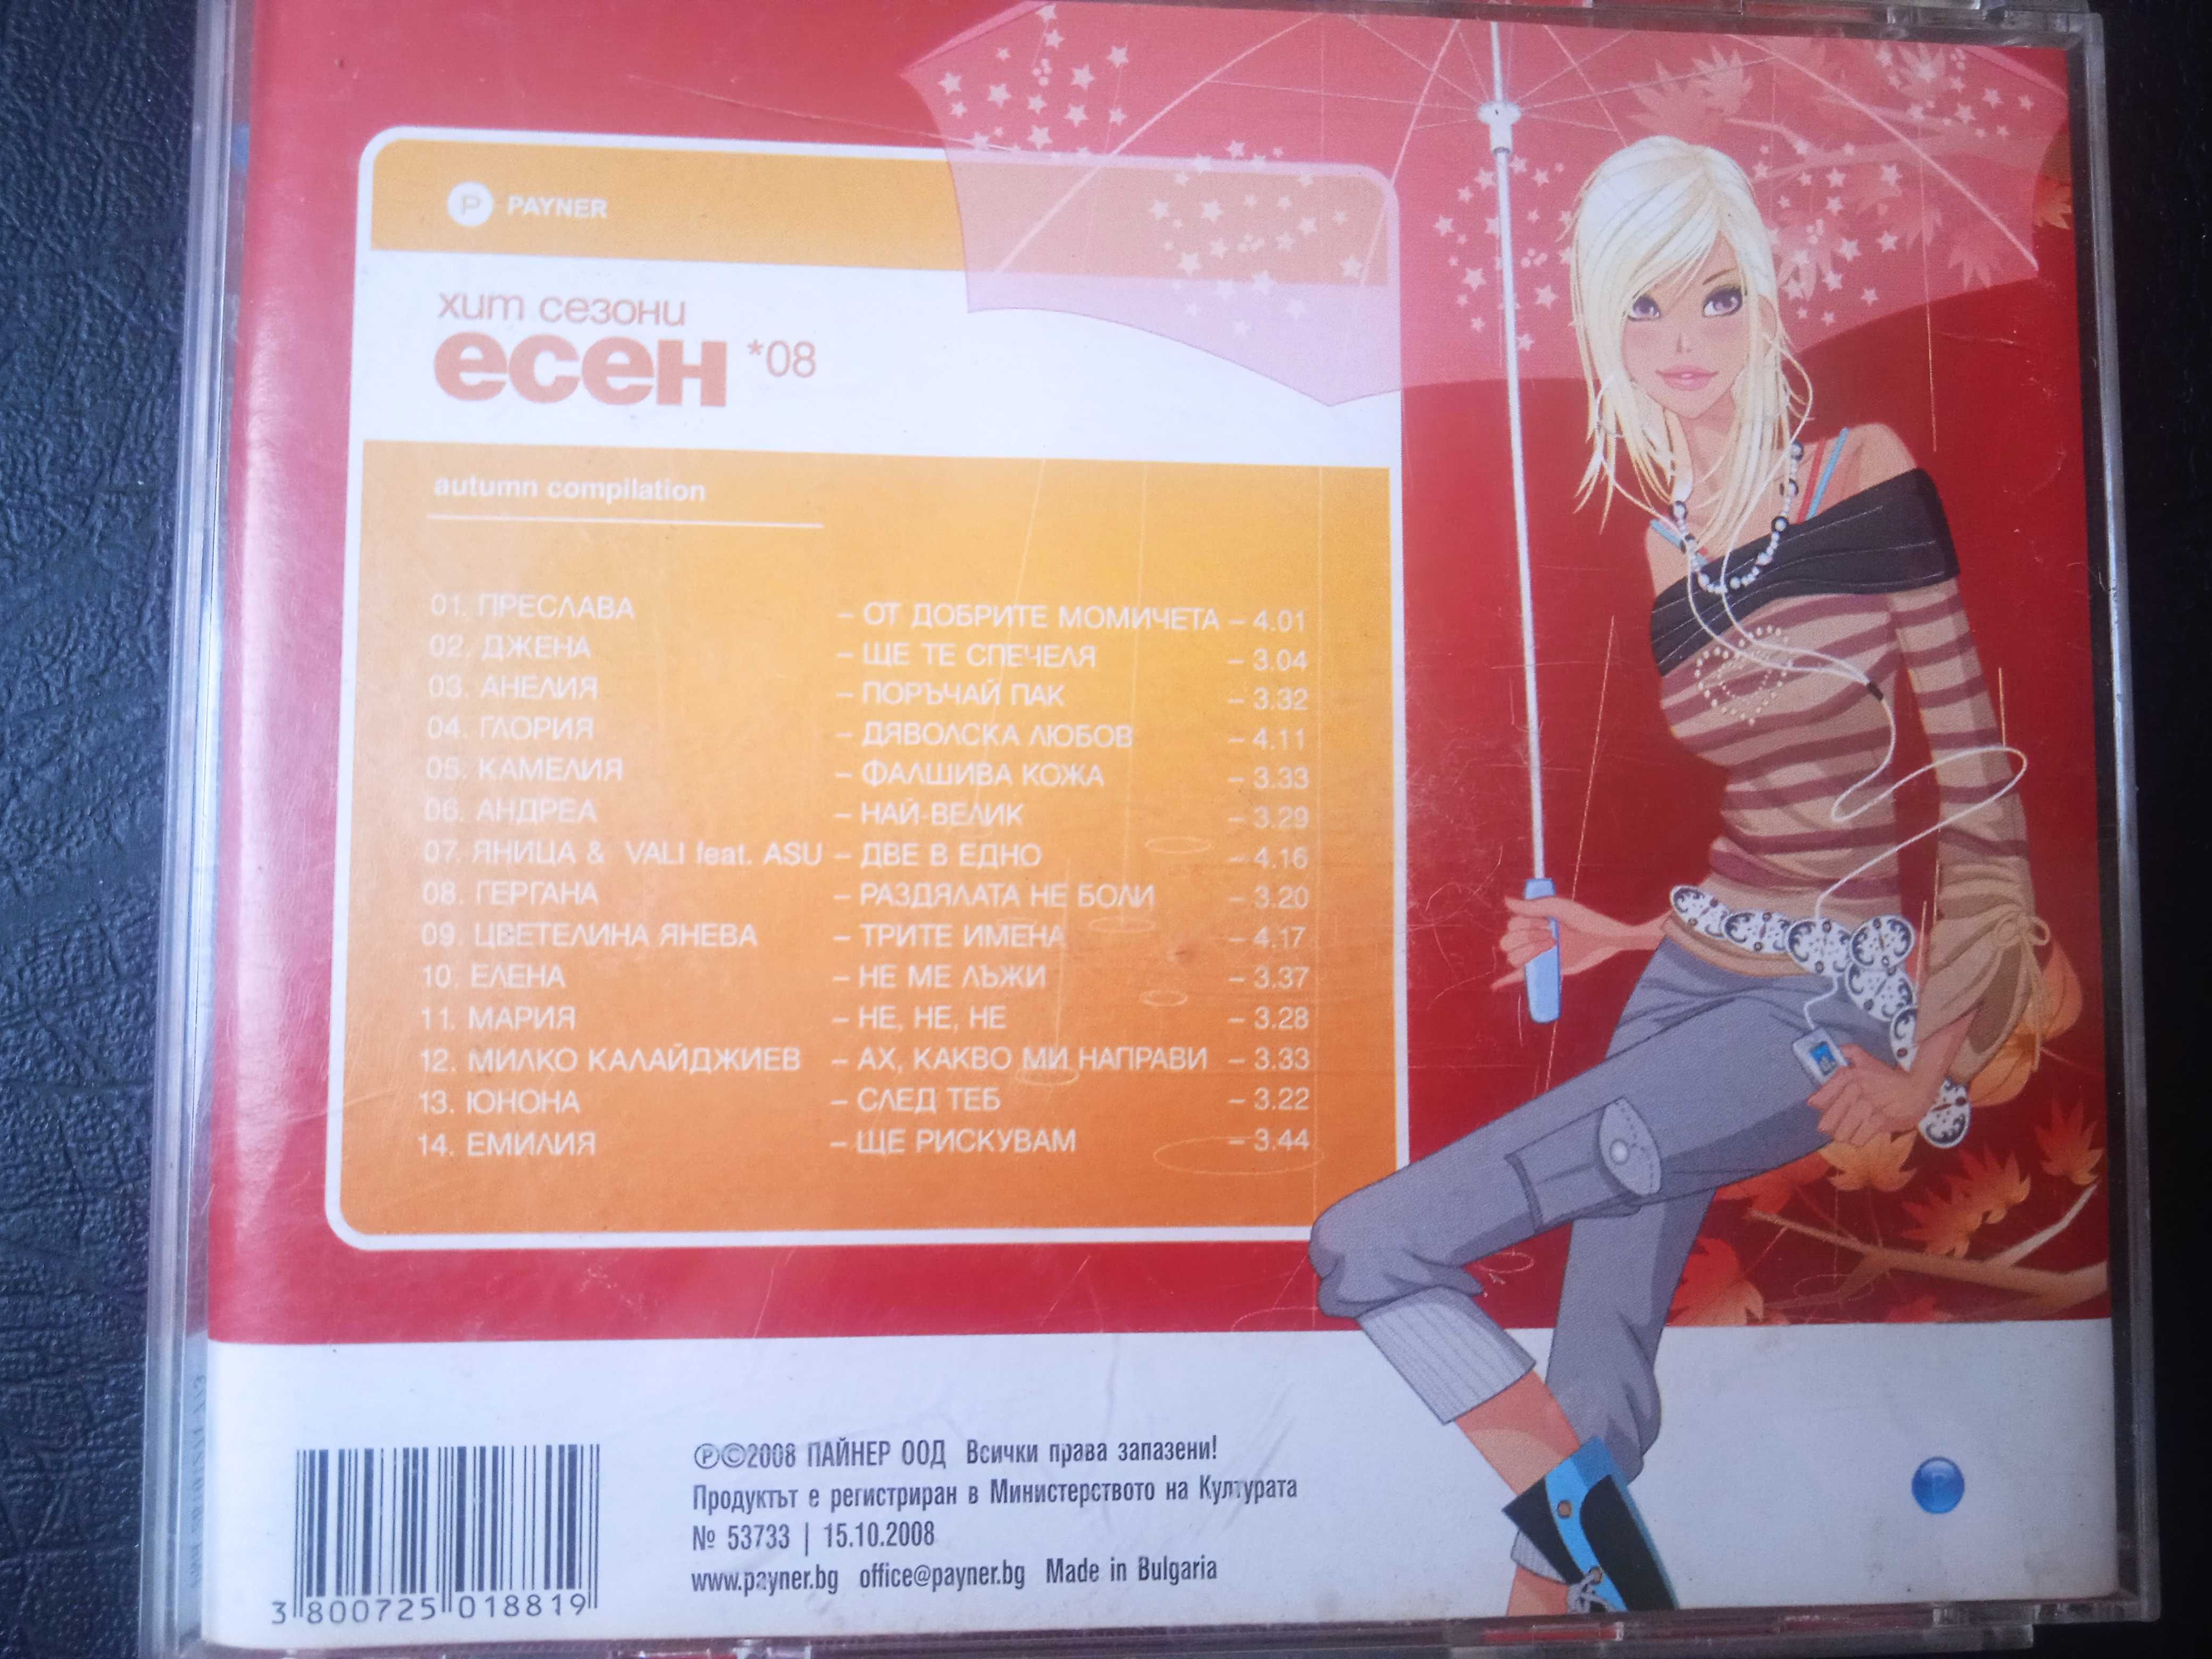 PAYNER
хит сезони
есен *08
autumn compilation
01. ПРЕСЛАВА – ОТ ДОБРИТЕ МОМИЧЕТА – 4.01
02. ДЖЕНА – ЩЕ ТЕ СПЕЧЕЛЯ – 3.04
03. АНЕЛИЯ – ПОРЪЧАЙ ПАК – 3.32
04. ГЛОРИЯ – ДЯВОЛСКА ЛЮБОВ – 4.11
05. КАМЕЛИЯ – ФАЛШИВА КОЖА – 3.33
06. АНДРЕА – НАЙ-ВЕЛИК – 3.29
07. ЯНИЦА & VALI feat. ASU – ДВЕ В ЕДНО – 4.16
08. ГЕРГАНА – РАЗДЯЛАТА НЕ БОЛИ – 3.20
09. ЦВЕТЕЛИНА ЯНЕВА – ТРИТЕ ИМЕНА – 4.17
10. ЕЛЕНА – НЕ МЕ ЛЪЖИ – 3.37
11. МАРИЯ – НЕ, НЕ, НЕ – 3.28
12. МИЛКО КАЛАЙДЖИЕВ – АХ, КАКВО МИ НАПРАВИ – 3.33
13. ЮНОНА – СЛЕД ТЕБ – 3.22
14. ЕМИЛИЯ – ЩЕ РИСКУВАМ – 3.44
℗©2008 ПАЙНЕР ООД Всички права запазени!
Продуктът е регистриран в Министерството на Културата
№ 53733 | 15.10.2008
www.payner.bg office@payner.bg Made in Bulgaria
3 800725 018819